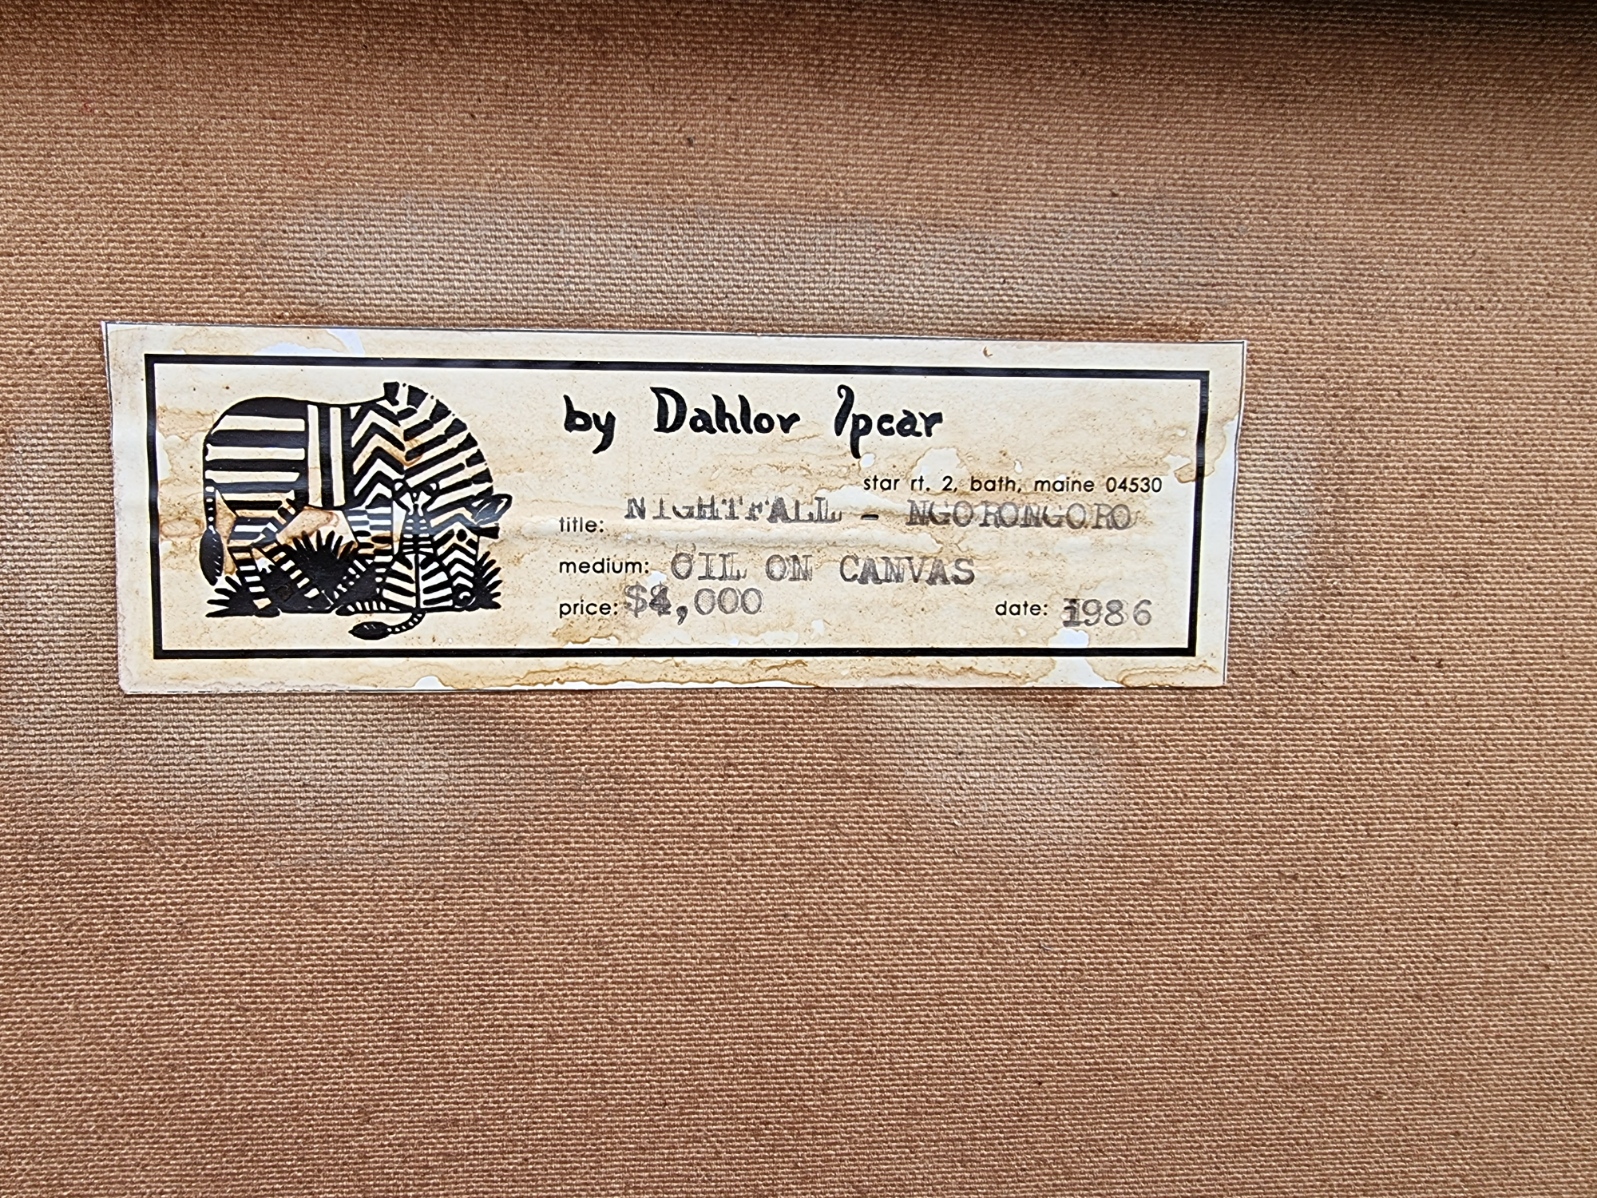 by Dahlov Ipcar
star rt. 2, bath, maine 04530
title: NIGHTFALL - NGORONGORO
medium: OIL ON CANVAS
price: $4,000 date: 1986